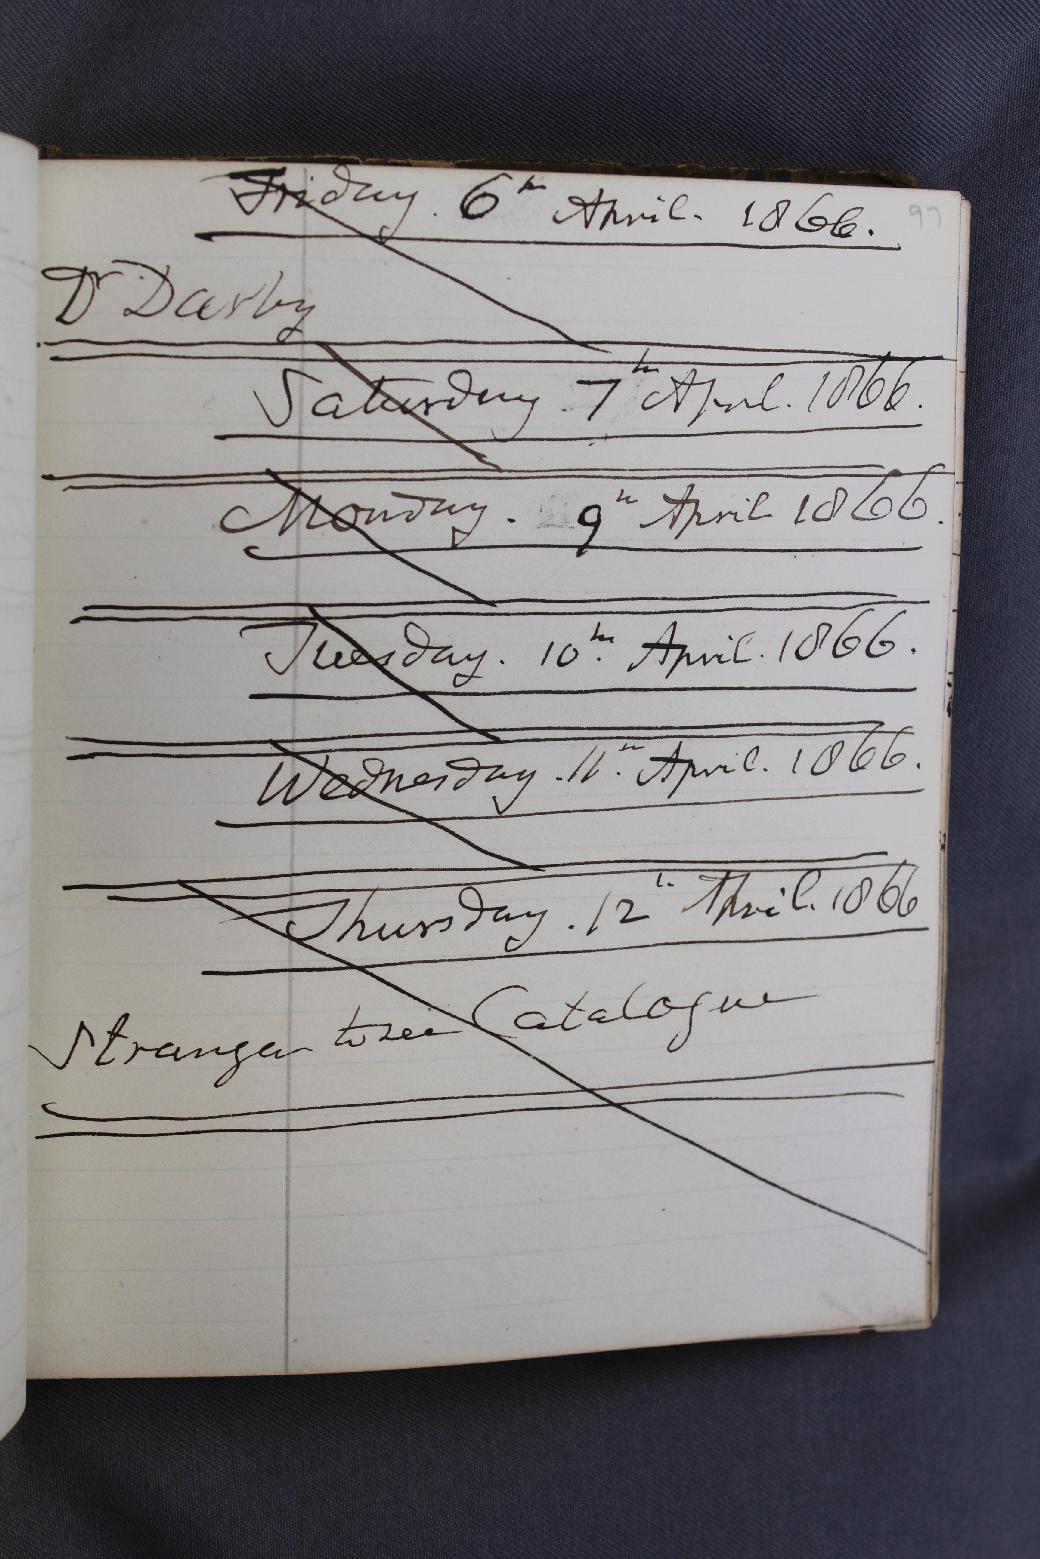 Friday. 6th April. 1866.
97
Dr Darby
Saturday 7th April. 1866.
Monday. 9th April 1866.
Tuesday. 10th. April. 1866.
Wednesday. 11th. April. 1866.
Thursday. 12th April. 1866
Stranger to see Catalogue